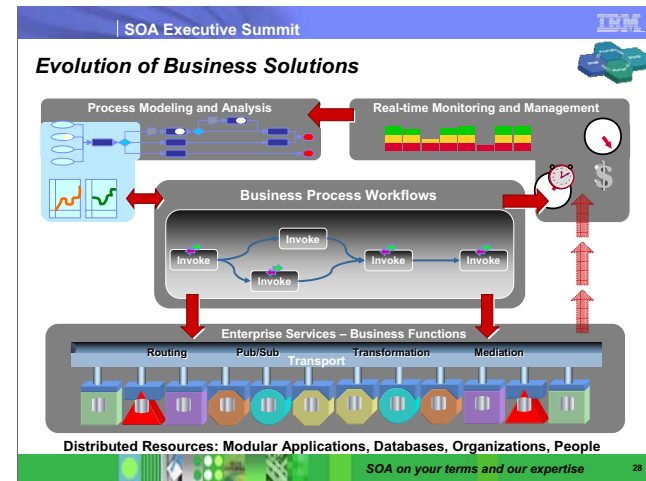 SOA Executive Summit
IBM
Evolution of Business Solutions
Process Modeling and Analysis
Real-time Monitoring and Management
$
Business Process Workflows
Invoke
Invoke
Invoke
Invoke
Invoke
Enterprise Services – Business Functions
Routing Pub/Sub Transformation Mediation
Transport
Distributed Resources: Modular Applications, Databases, Organizations, People
SOA on your terms and our expertise 28